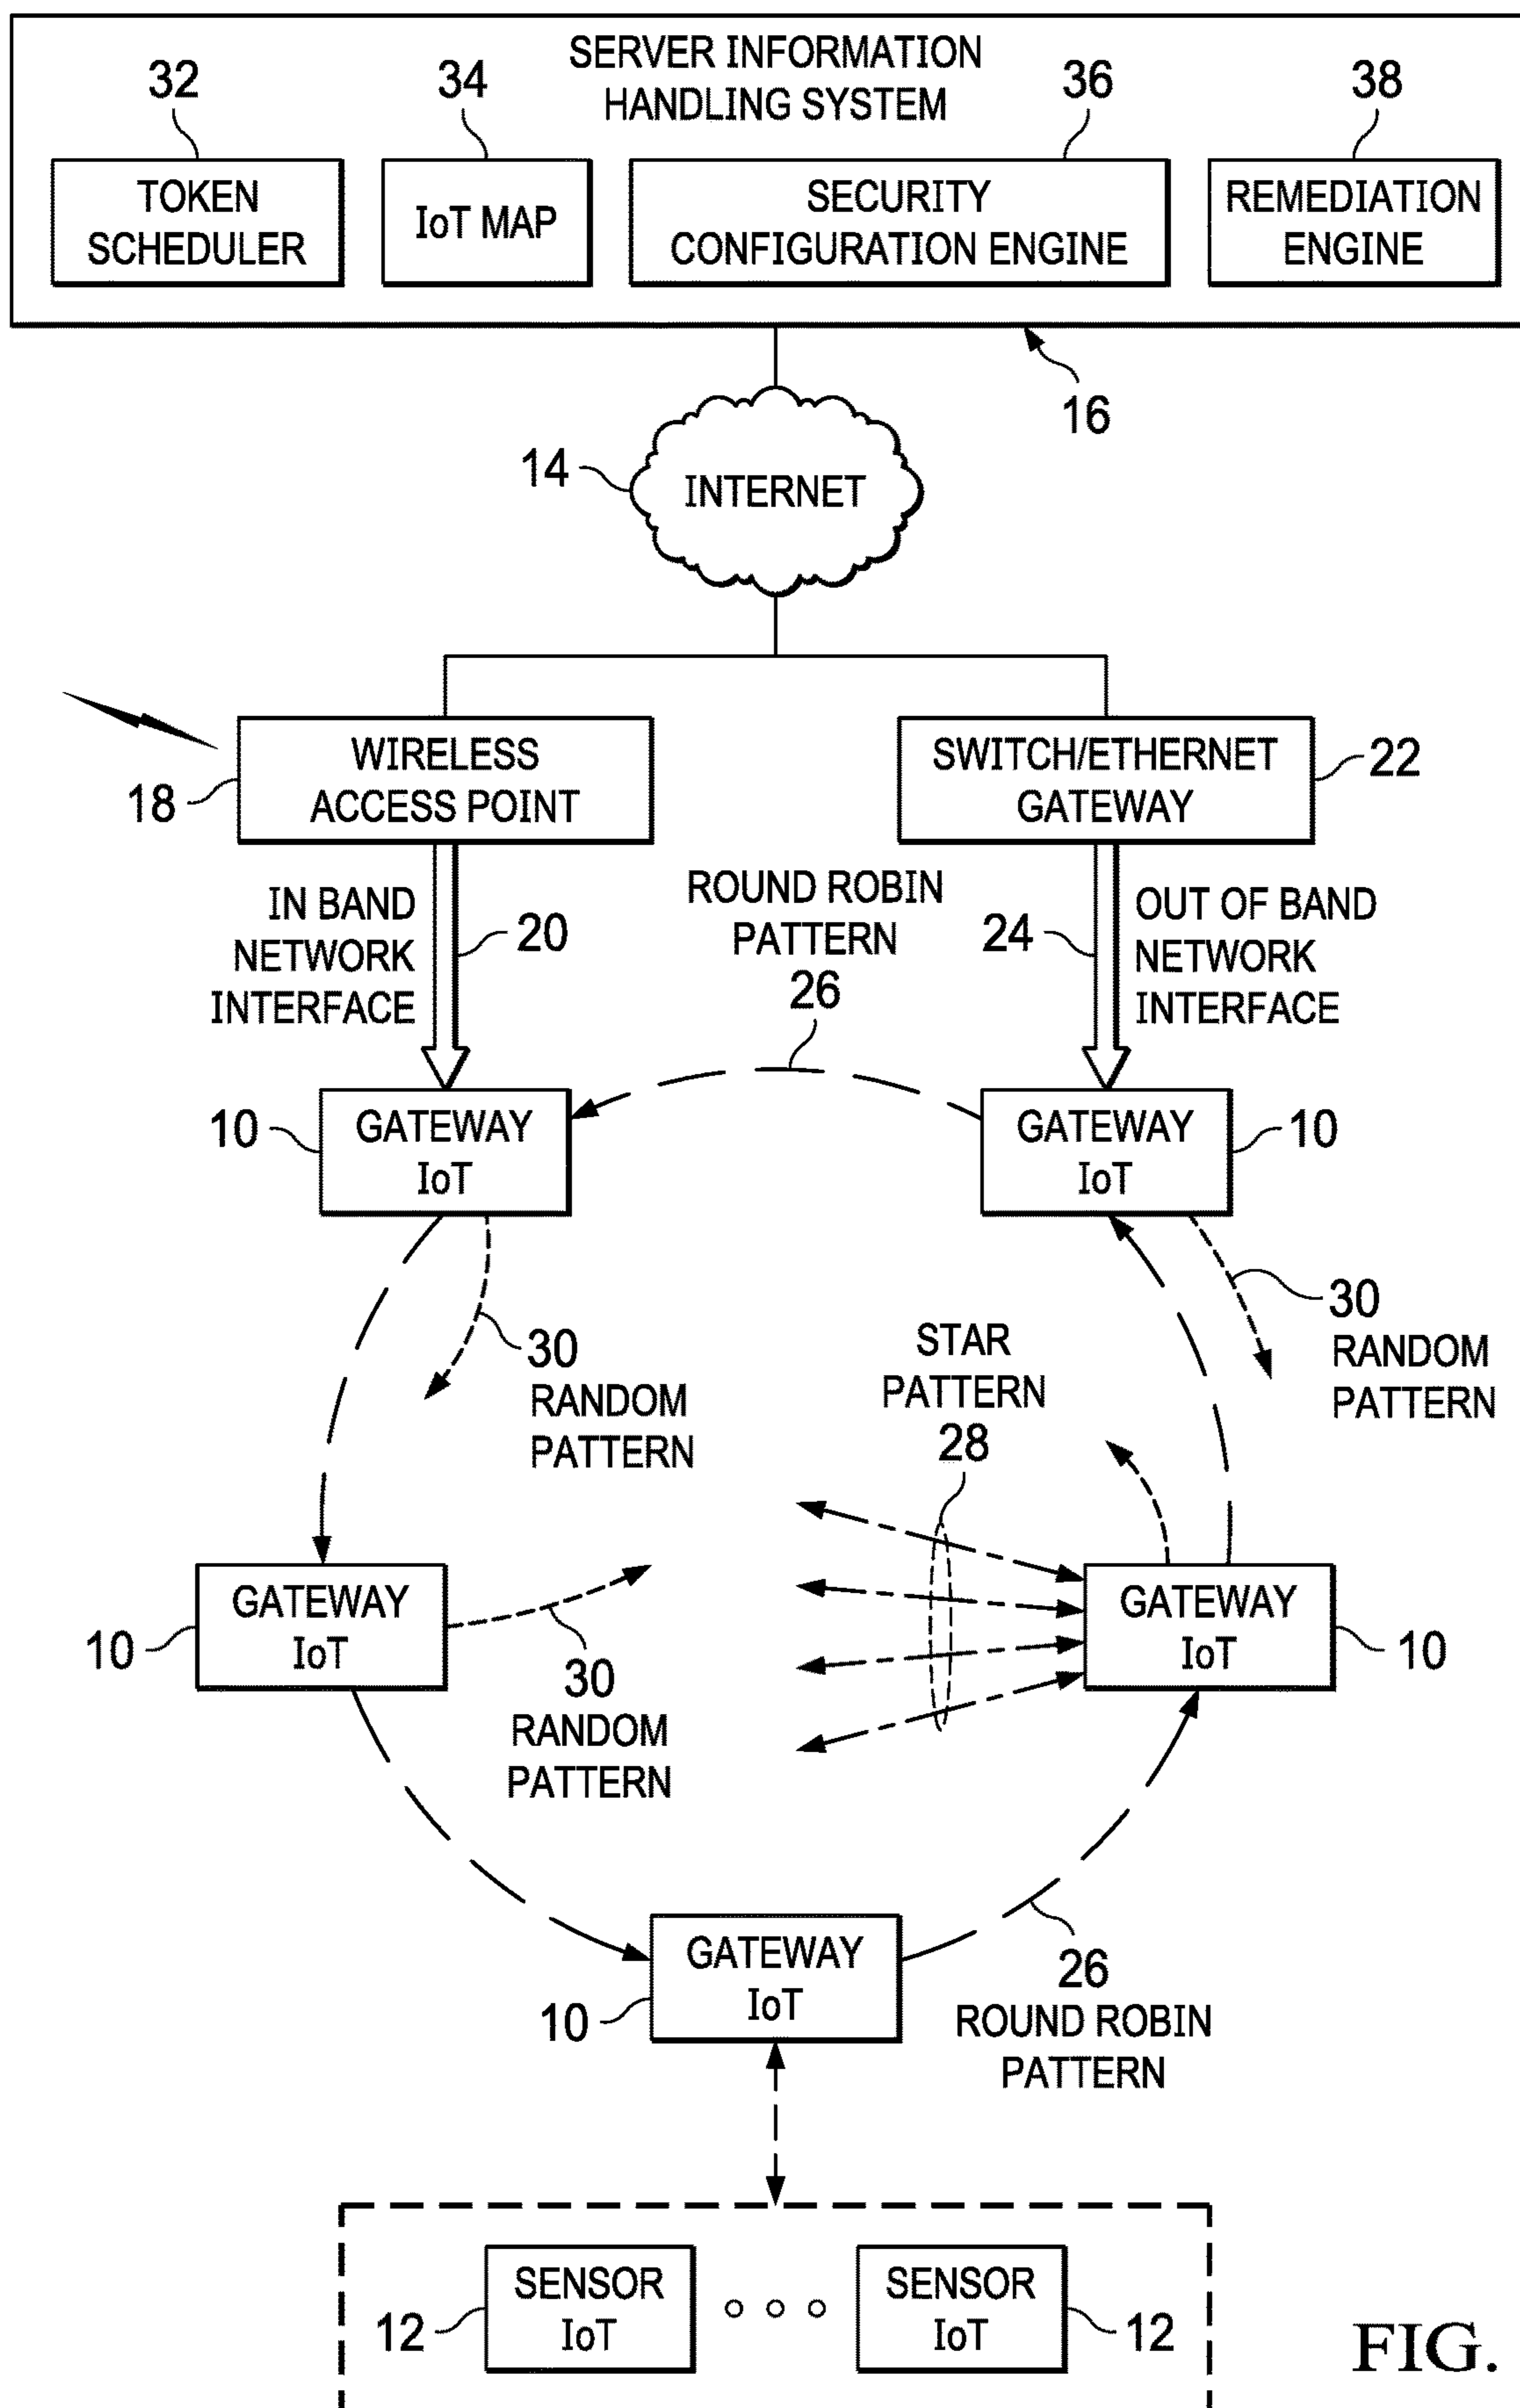 SERVER INFORMATION
HANDLING SYSTEM
32
34
36
38
TOKEN
SCHEDULER
IoT MAP
SECURITY
CONFIGURATION ENGINE
REMEDIATION
ENGINE
16
14
INTERNET
WIRELESS
ACCESS POINT
18
SWITCH/ETHERNET
GATEWAY
22
IN BAND
NETWORK
INTERFACE
20
ROUND ROBIN
PATTERN
26
24
OUT OF BAND
NETWORK
INTERFACE
10
GATEWAY
IoT
GATEWAY
IoT
10
30
RANDOM
PATTERN
STAR
PATTERN
28
30
RANDOM
PATTERN
10
GATEWAY
IoT
30
RANDOM
PATTERN
GATEWAY
IoT
10
10
GATEWAY
IoT
26
ROUND ROBIN
PATTERN
12
SENSOR
IoT
SENSOR
IoT
12
FIG.